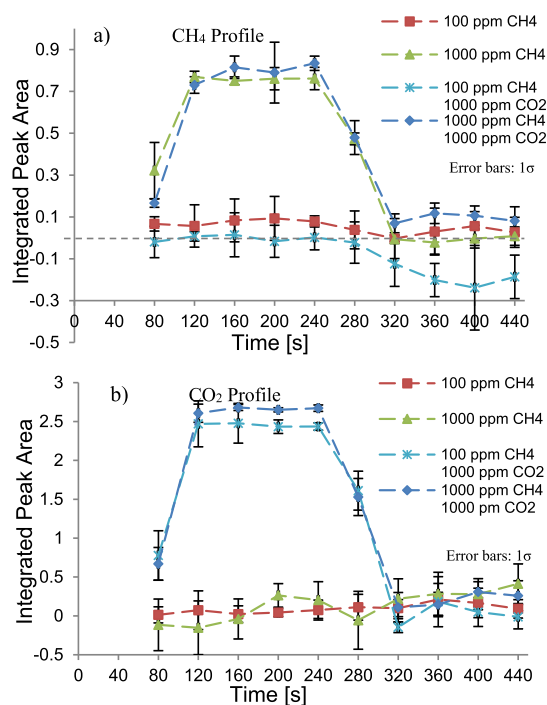 a)
CH4 Profile
100 ppm CH4
1000 ppm CH4
100 ppm CH4
1000 ppm CO2
1000 ppm CH4
1000 ppm CO2
Error bars: 1σ
Integrated Peak Area
0.9
0.7
0.5
0.3
0.1
-0.1
-0.3
-0.5
0 40 80 120 160 200 240 280 320 360 400 440
Time [s]
b)
CO2 Profile
100 ppm CH4
1000 ppm CH4
100 ppm CH4
1000 ppm CO2
1000 ppm CH4
1000 pm CO2
Error bars: 1σ
Integrated Peak Area
3
2.5
2
1.5
1
0.5
0
-0.5
0 40 80 120 160 200 240 280 320 360 400 440
Time [s]